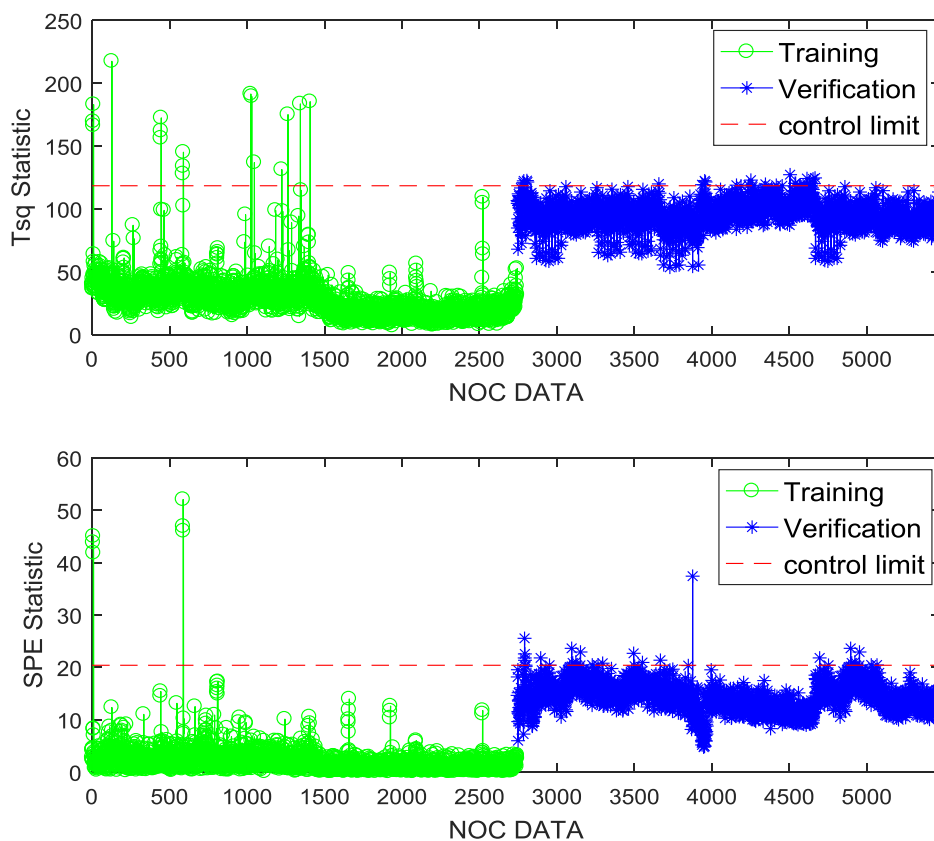 250
200
150
100
50
0
Tsq Statistic
Training
Verification
control limit
0 500 1000 1500 2000 2500 3000 3500 4000 4500 5000
NOC DATA
60
50
40
30
20
10
0
SPE Statistic
Training
Verification
control limit
0 500 1000 1500 2000 2500 3000 3500 4000 4500 5000
NOC DATA